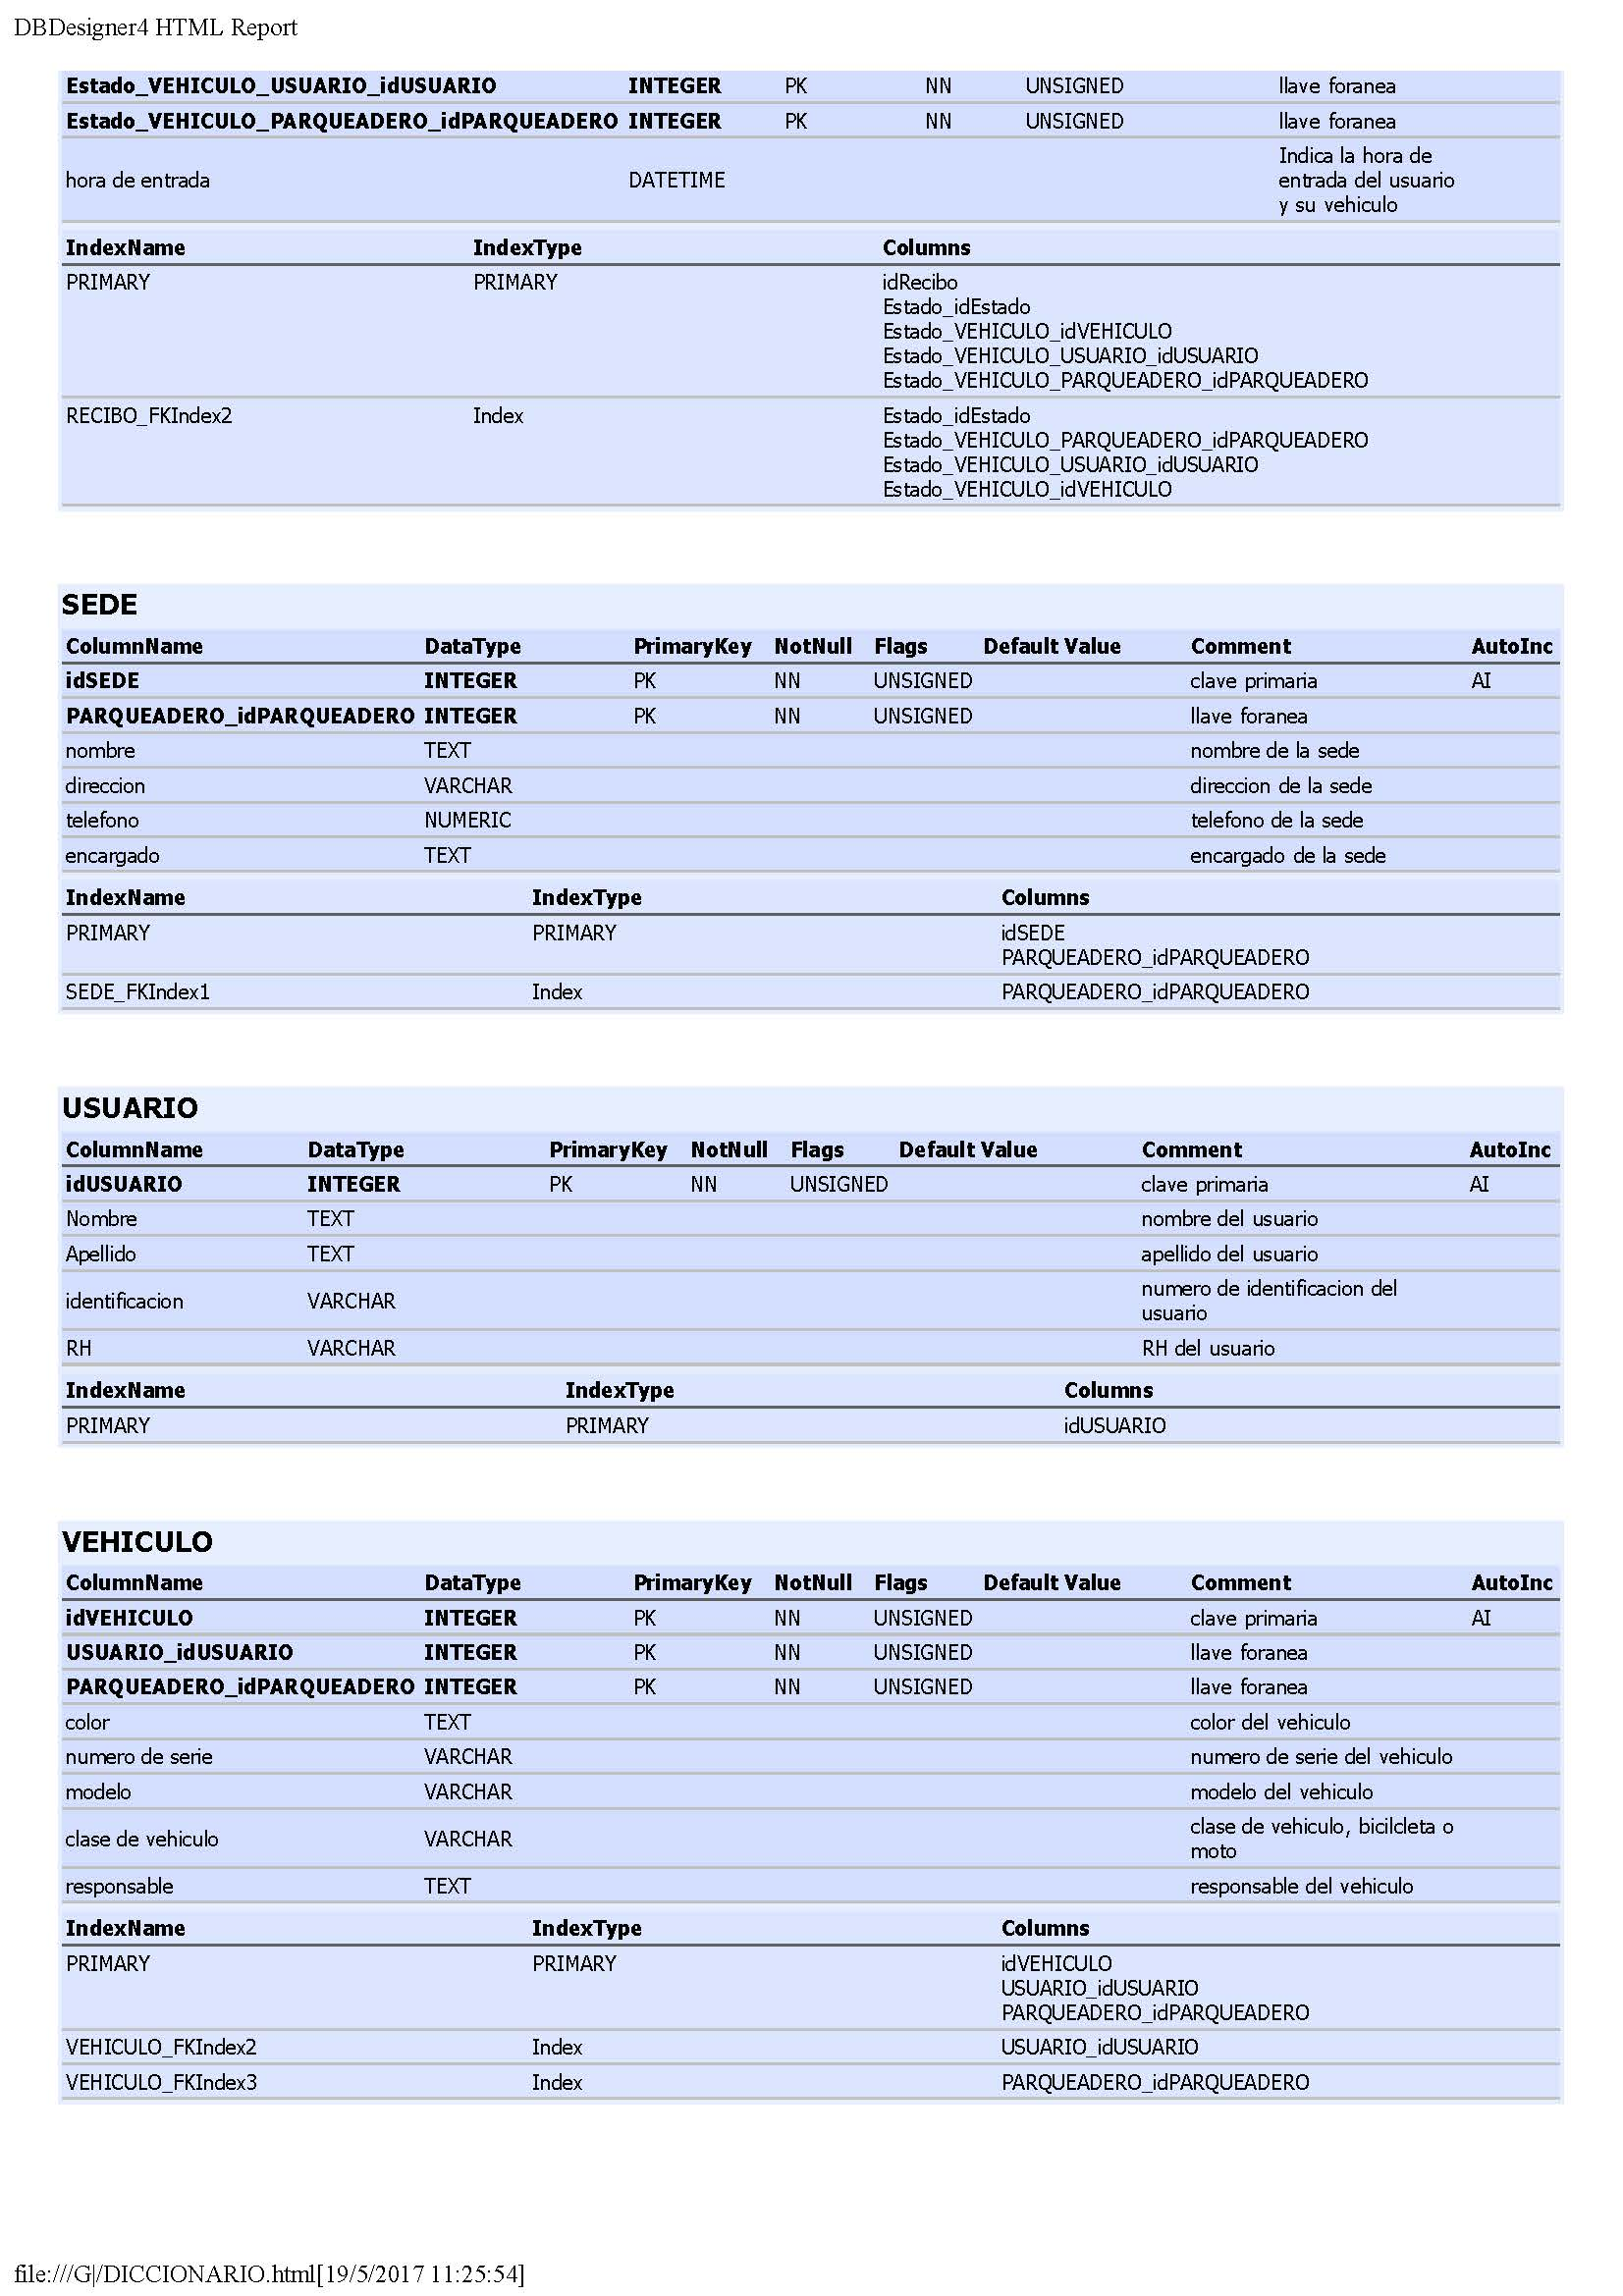 DBDesigner4 HTML Report
Estado_VEHICULO_USUARIO_idUSUARIO INTEGER PK NN UNSIGNED llave foranea
Estado_VEHICULO_PARQUEADERO_idPARQUEADERO INTEGER PK NN UNSIGNED llave foranea
hora de entrada DATETIME Indica la hora de
entrada del usuario
y su vehiculo
IndexName IndexType Columns
PRIMARY PRIMARY idRecibo
Estado_idEstado
Estado_VEHICULO_idVEHICULO
Estado_VEHICULO_USUARIO_idUSUARIO
Estado_VEHICULO_PARQUEADERO_idPARQUEADERO
RECIBO_FKIndex2 Index Estado_idEstado
Estado_VEHICULO_PARQUEADERO_idPARQUEADERO
Estado_VEHICULO_USUARIO_idUSUARIO
Estado_VEHICULO_idVEHICULO
SEDE
ColumnName DataType PrimaryKey NotNull Flags Default Value Comment AutoInc
idSEDE INTEGER PK NN UNSIGNED clave primaria AI
PARQUEADERO_idPARQUEADERO INTEGER PK NN UNSIGNED llave foranea
nombre TEXT nombre de la sede
direccion VARCHAR direccion de la sede
telefono NUMERIC telefono de la sede
encargado TEXT encargado de la sede
IndexName IndexType Columns
PRIMARY PRIMARY idSEDE
PARQUEADERO_idPARQUEADERO
SEDE_FKIndex1 Index PARQUEADERO_idPARQUEADERO
USUARIO
ColumnName DataType PrimaryKey NotNull Flags Default Value Comment AutoInc
idUSUARIO INTEGER PK NN UNSIGNED clave primaria AI
Nombre TEXT nombre del usuario
Apellido TEXT apellido del usuario
identificacion VARCHAR numero de identificacion del
usuario
RH VARCHAR RH del usuario
IndexName IndexType Columns
PRIMARY PRIMARY idUSUARIO
VEHICULO
ColumnName DataType PrimaryKey NotNull Flags Default Value Comment AutoInc
idVEHICULO INTEGER PK NN UNSIGNED clave primaria AI
USUARIO_idUSUARIO INTEGER PK NN UNSIGNED llave foranea
PARQUEADERO_idPARQUEADERO INTEGER PK NN UNSIGNED llave foranea
color TEXT color del vehiculo
numero de serie VARCHAR numero de serie del vehiculo
modelo VARCHAR modelo del vehiculo
clase de vehiculo VARCHAR clase de vehiculo, bicilcleta o
moto
responsable TEXT responsable del vehiculo
IndexName IndexType Columns
PRIMARY PRIMARY idVEHICULO
USUARIO_idUSUARIO
PARQUEADERO_idPARQUEADERO
VEHICULO_FKIndex2 Index USUARIO_idUSUARIO
VEHICULO_FKIndex3 Index PARQUEADERO_idPARQUEADERO
file:///G|/DICCIONARIO.html[19/5/2017 11:25:54]